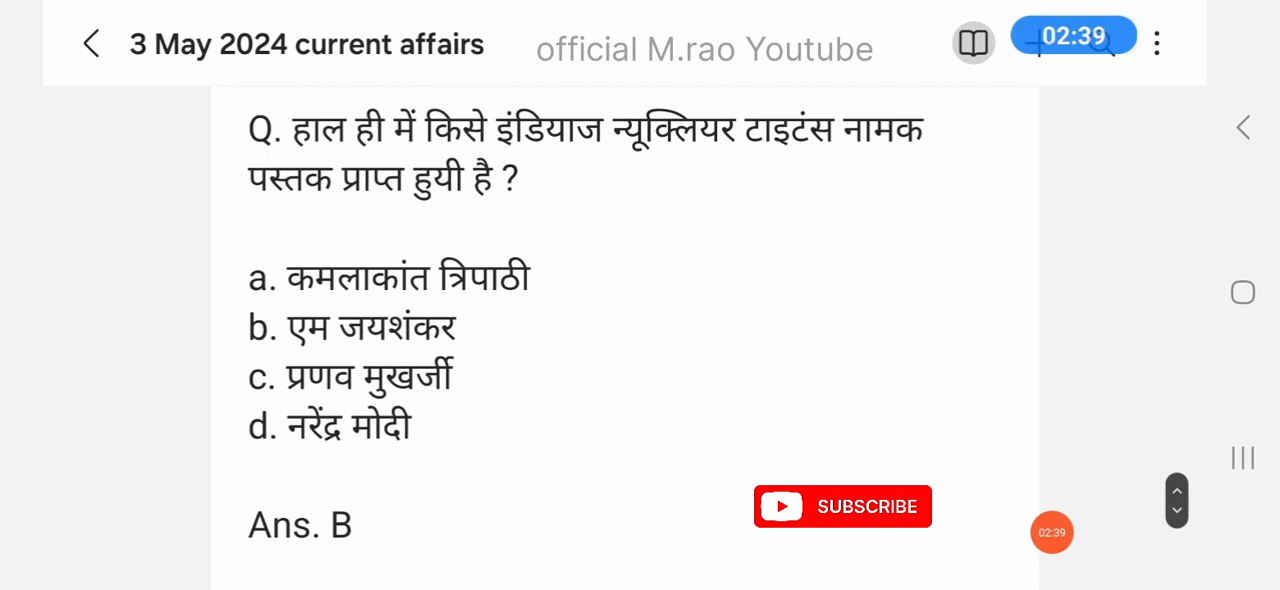 3 May 2024 current affairs
official M.rao Youtube
02:39
Q. हाल ही में किसे इंडियाज न्यूक्लियर टाइटंस नामक
पस्तक प्राप्त हुयी है ?
a. कमलाकांत त्रिपाठी
b. एम जयशंकर
c. प्रणव मुखर्जी
d. नरेंद्र मोदी
SUBSCRIBE
Ans. B
02:39